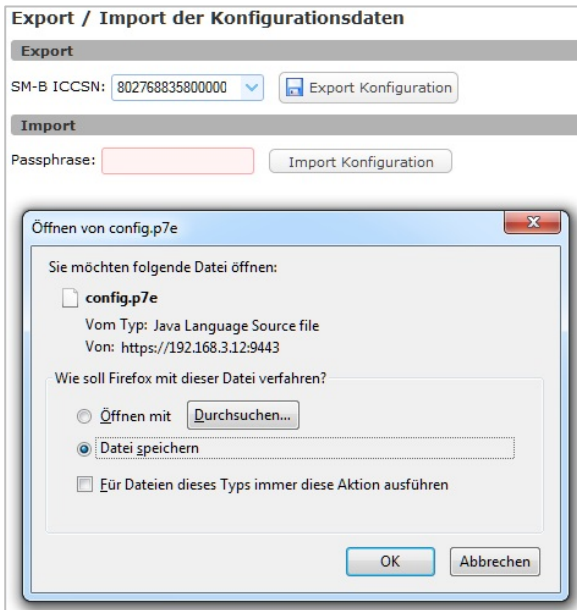 Export / Import der Konfigurationsdaten
Export
SM-B ICCSN: 802768835800000 Export Konfiguration
Import
Passphrase: Import Konfiguration
Öffnen von config.p7e
Sie möchten folgende Datei öffnen:
config.p7e
Vom Typ: Java Language Source file
Von: https://192.168.3.12:9443
Wie soll Firefox mit dieser Datei verfahren?
Öffnen mit Durchsuchen...
Datei speichern
Für Dateien dieses Typs immer diese Aktion ausführen
OK Abbrechen